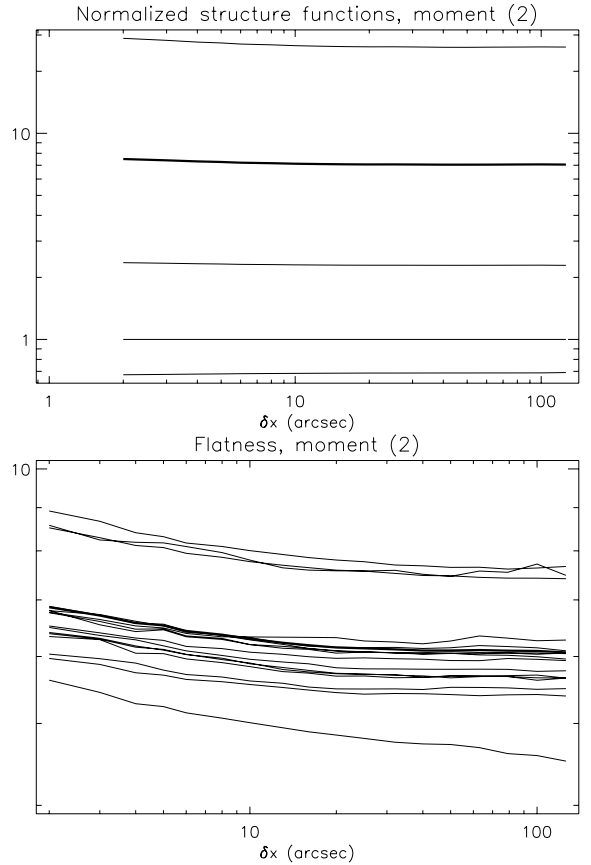 Normalized structure functions, moment (2)
10
1
1 10 100
δx (arcsec)
Flatness, moment (2)
10
10 100
δx (arcsec)